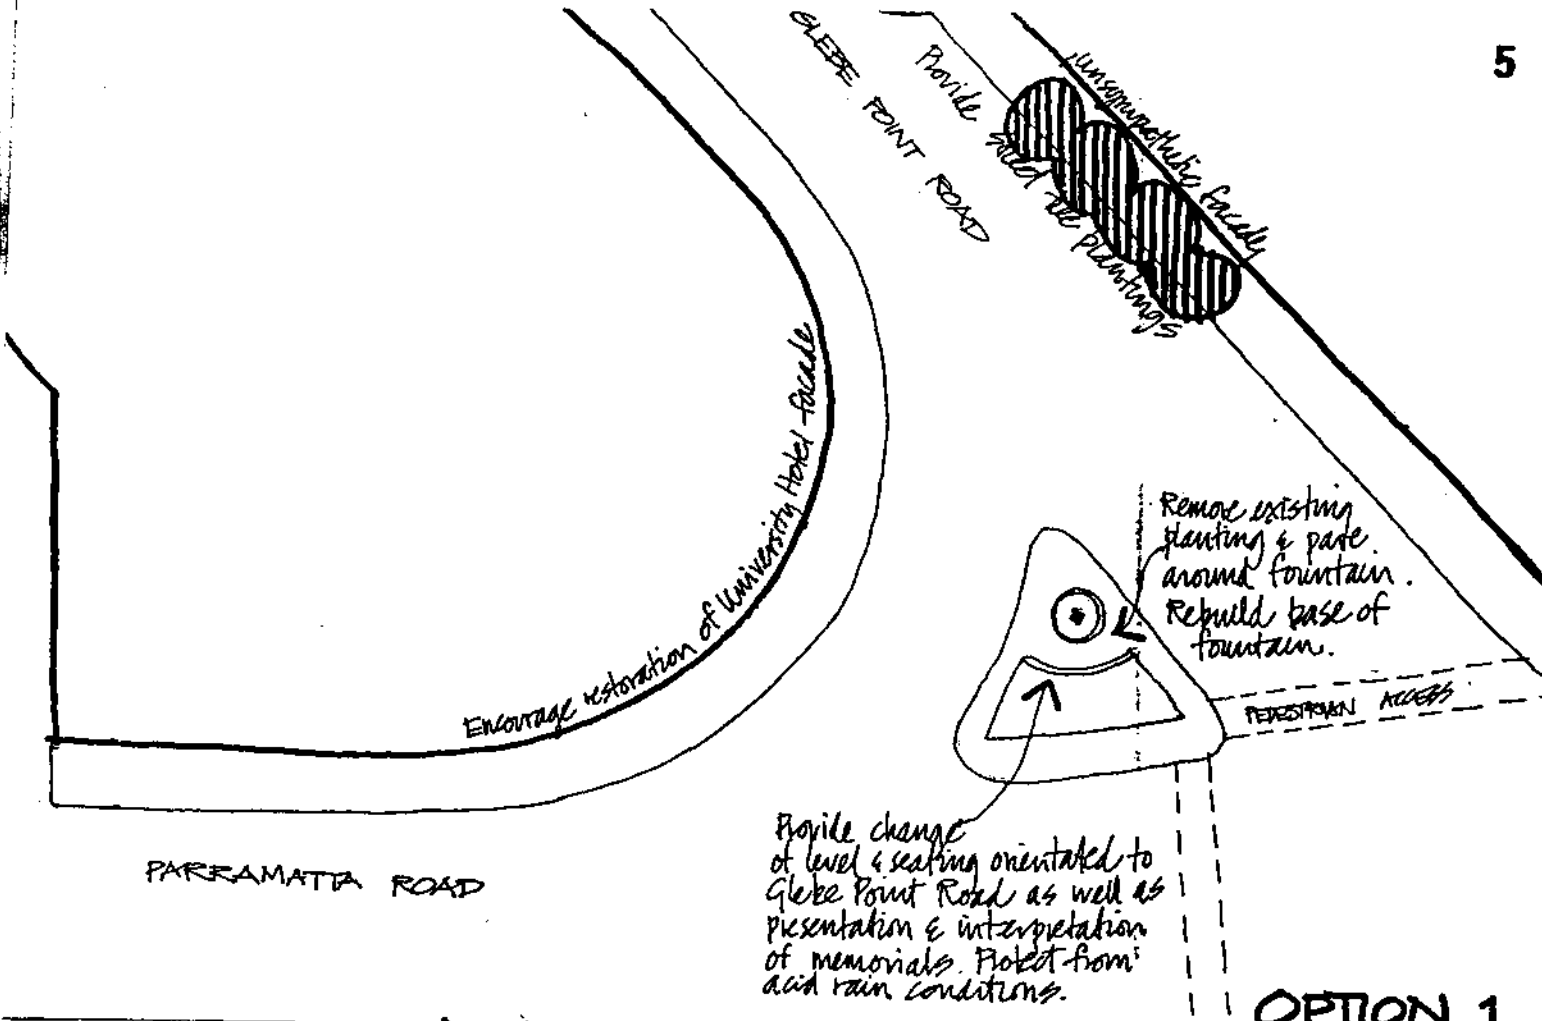 5
GLEBE POINT ROAD
Provide street tree plantings
unsympathetic facade
Encourage restoration of University Hotel facade
Remove existing
planting & pave
around fountain.
Rebuild base of
fountain.
PEDESTRIAN ACCESS
Provide change
of level & seating orientated to
Glebe Point Road as well as
presentation & interpretation
of memorials. Protect from
acid rain conditions.
PARRAMATTA ROAD
OPTION 1